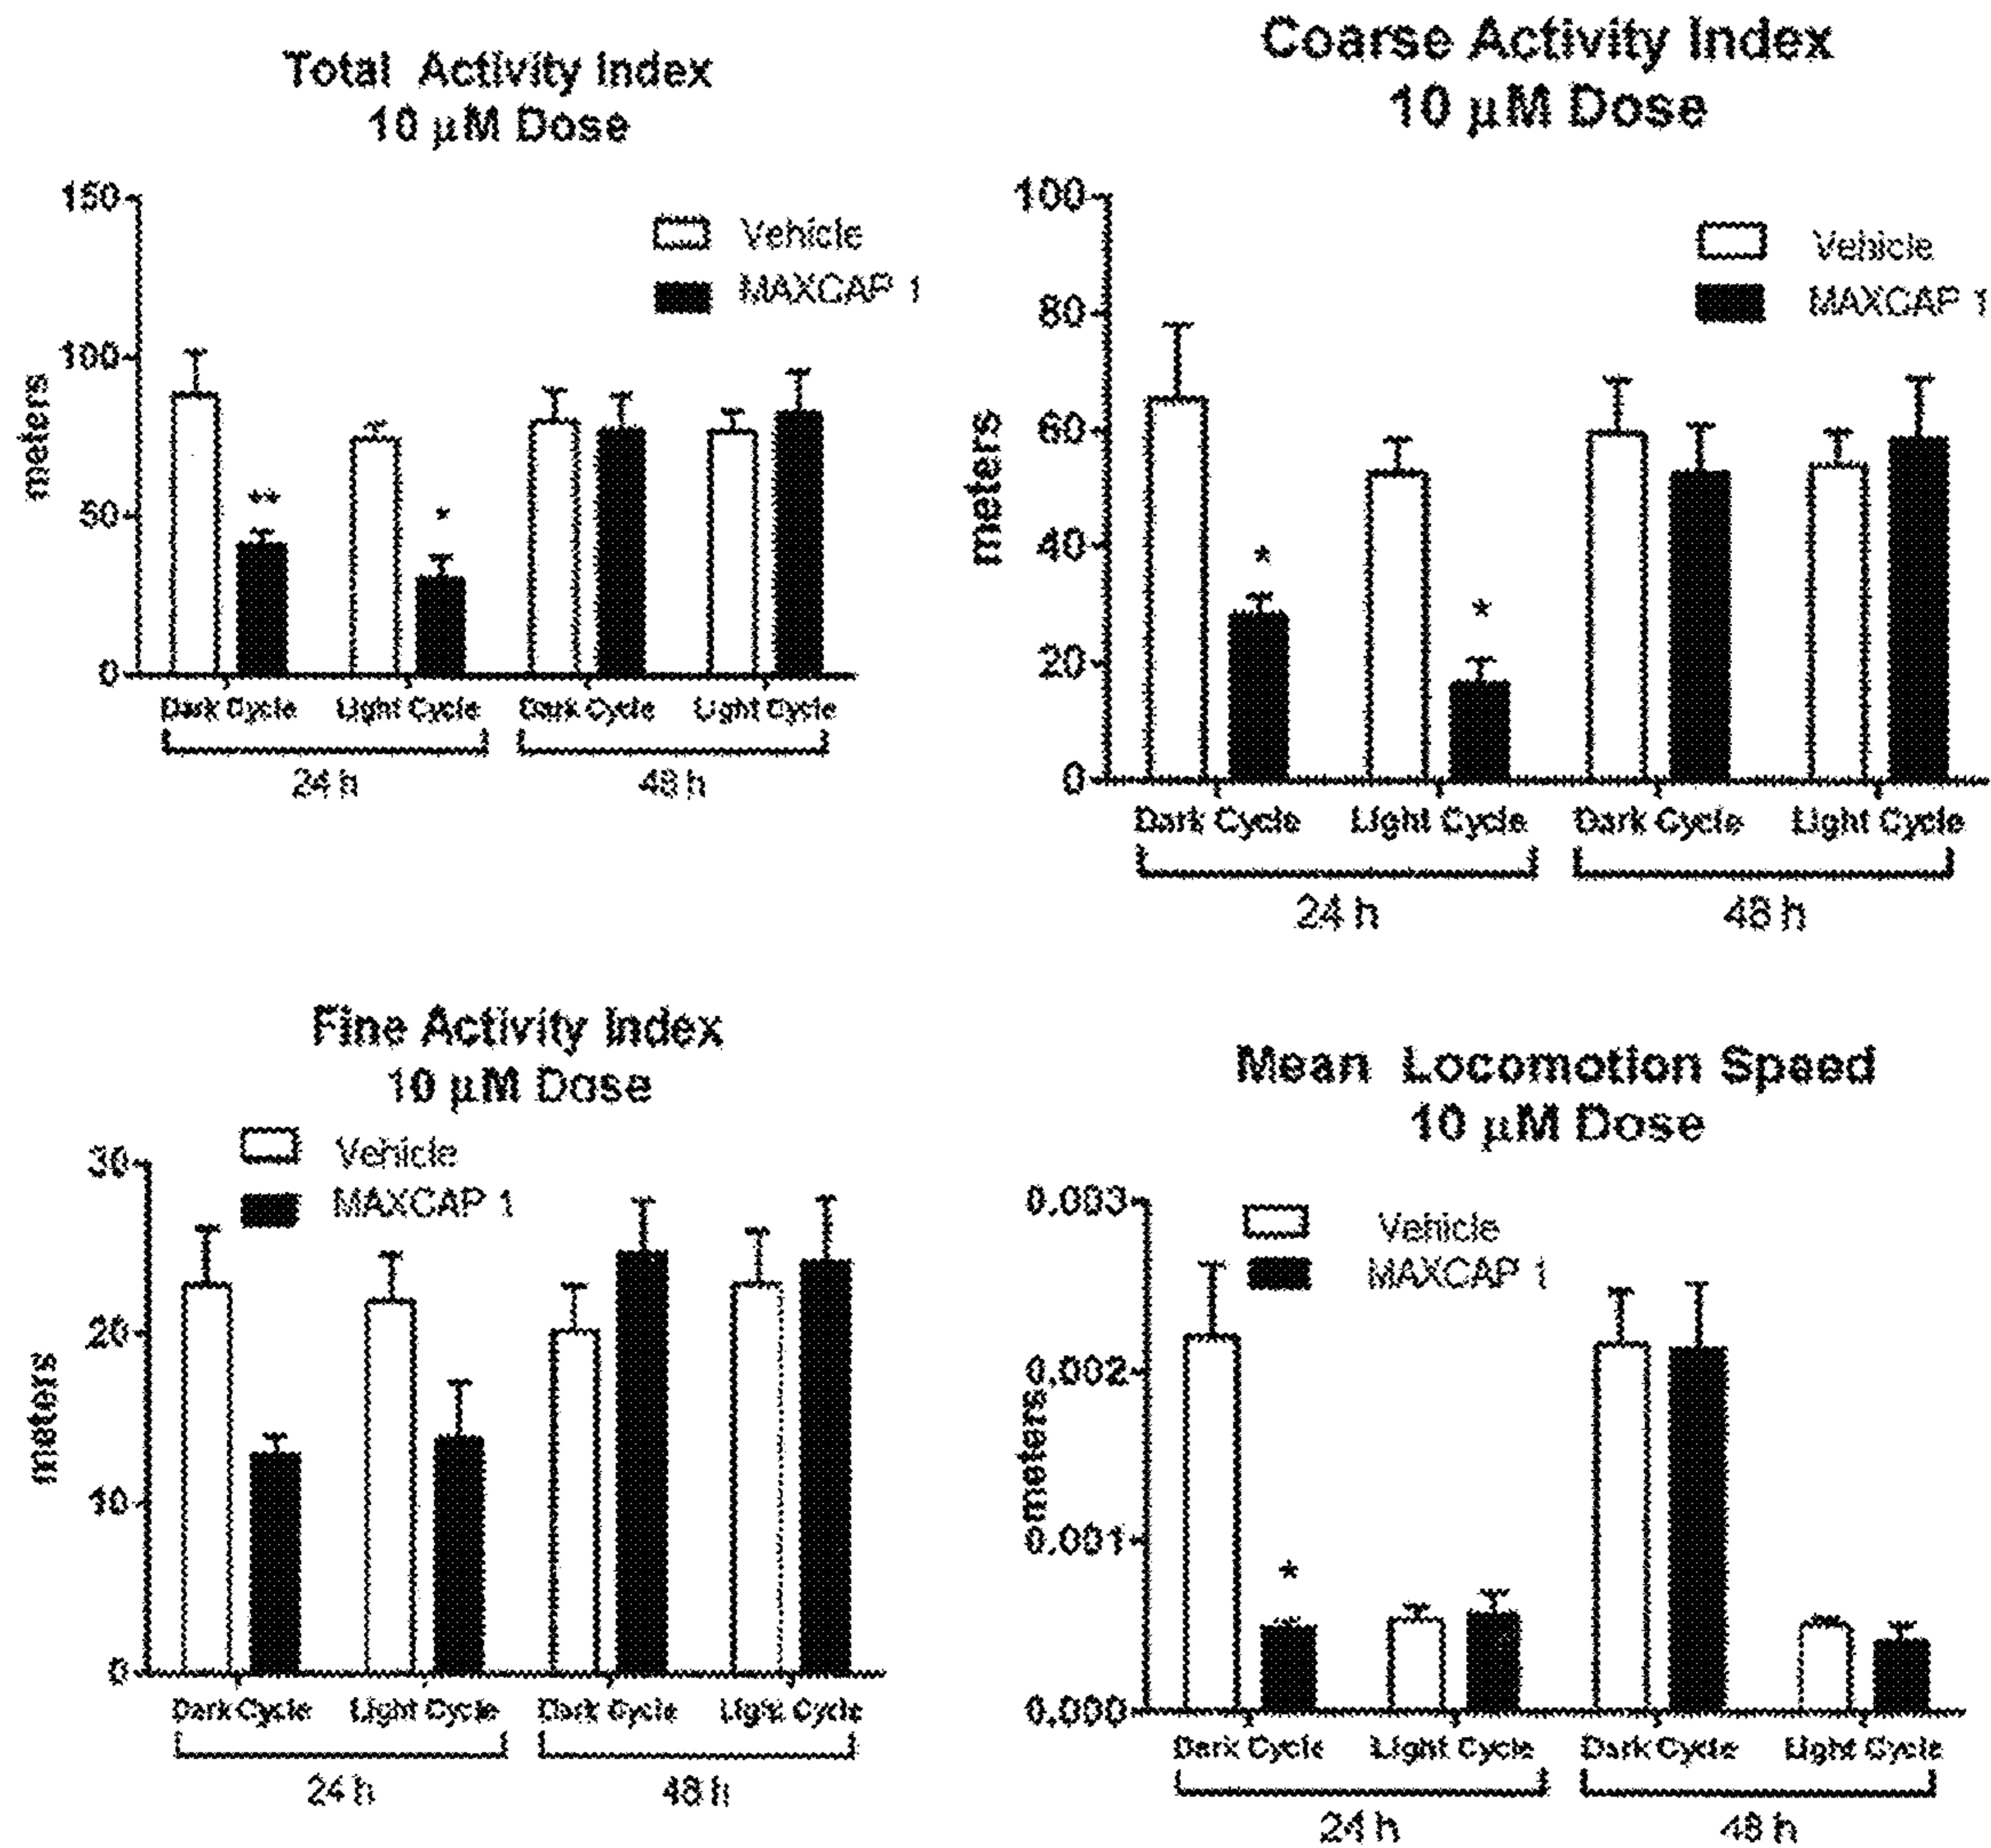 Total Activity Index
10 µM Dose
150
100
50
0
meters
Vehicle
MAXCAP 1
**
*
Dark Cycle Light Cycle Dark Cycle Light Cycle
24 h 48 h
Coarse Activity Index
10 µM Dose
100
80
60
40
20
0
meters
Vehicle
MAXCAP 1
*
*
Dark Cycle Light Cycle Dark Cycle Light Cycle
24 h 48 h
Fine Activity Index
10 µM Dose
30
20
10
0
meters
Vehicle
MAXCAP 1
Dark Cycle Light Cycle Dark Cycle Light Cycle
24 h 48 h
Mean Locomotion Speed
10 µM Dose
0.003
0.002
0.001
0.000
meters
Vehicle
MAXCAP 1
*
Dark Cycle Light Cycle Dark Cycle Light Cycle
24 h 48 h